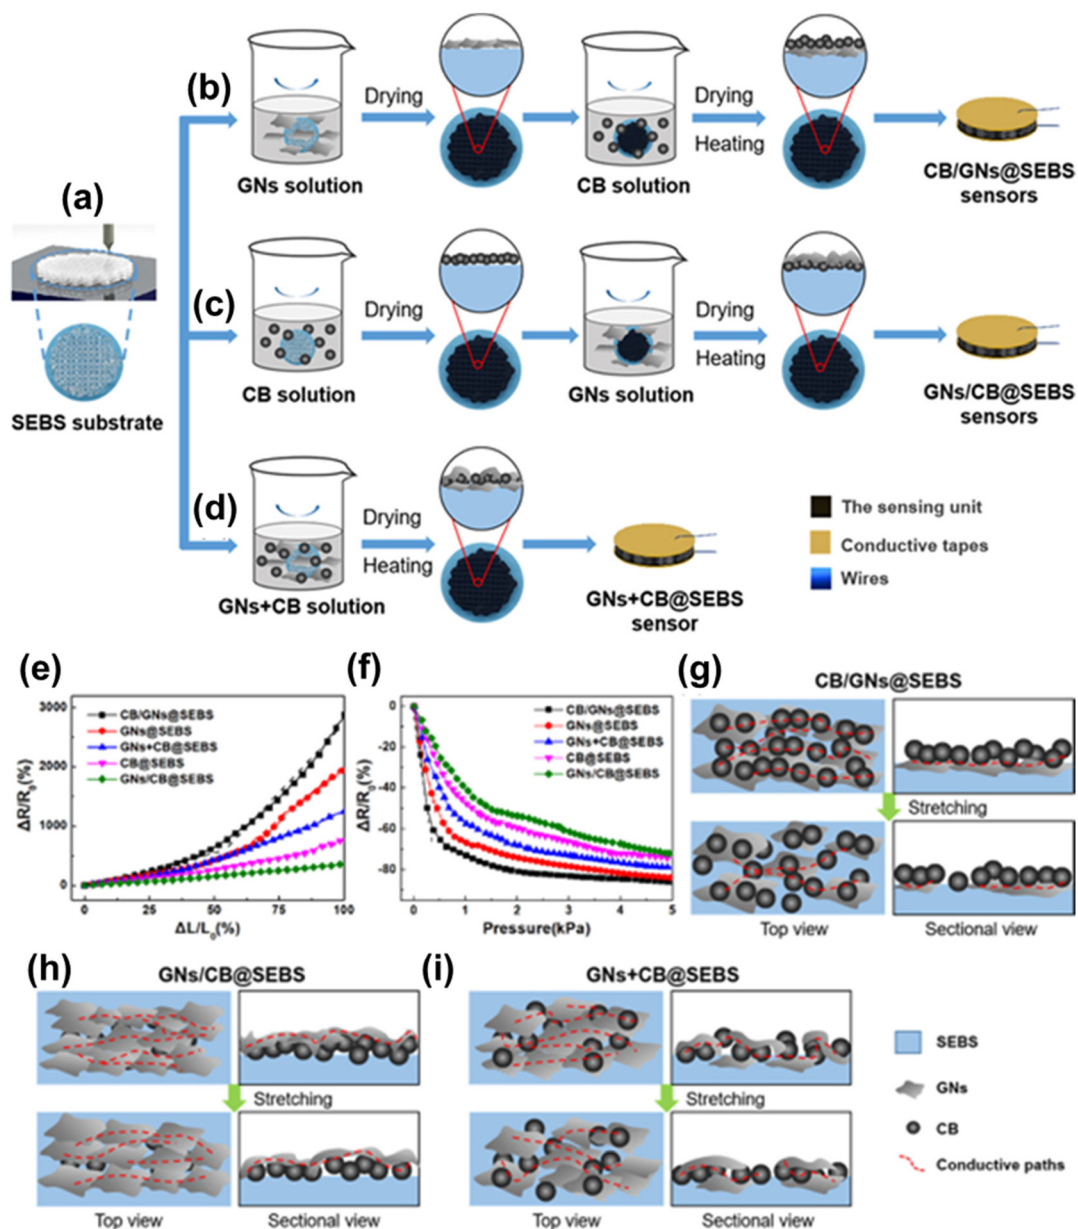 (b)
Drying
Drying
Heating
GNs solution
CB solution
CB/GNs@SEBS
sensors
(a)
SEBS substrate
(c)
Drying
Drying
Heating
CB solution
GNs solution
GNs/CB@SEBS
sensors
(d)
Drying
Heating
GNs+CB solution
GNs+CB@SEBS
sensor
The sensing unit
Conductive tapes
Wires
(e)
3000
2000
1000
0
ΔR/R₀(%)
CB/GNs@SEBS
GNs@SEBS
GNs+CB@SEBS
CB@SEBS
GNs/CB@SEBS
0 25 50 75 100
ΔL/L₀(%)
(f)
0
-20
-40
-60
-80
ΔR/R₀(%)
CB/GNs@SEBS
GNs@SEBS
GNs+CB@SEBS
CB@SEBS
GNs/CB@SEBS
0 1 2 3 4 5
Pressure(kPa)
(g)
CB/GNs@SEBS
Stretching
Top view
Sectional view
(h)
GNs/CB@SEBS
Stretching
Top view
Sectional view
(i)
GNs+CB@SEBS
Stretching
Top view
Sectional view
SEBS
GNs
CB
Conductive paths